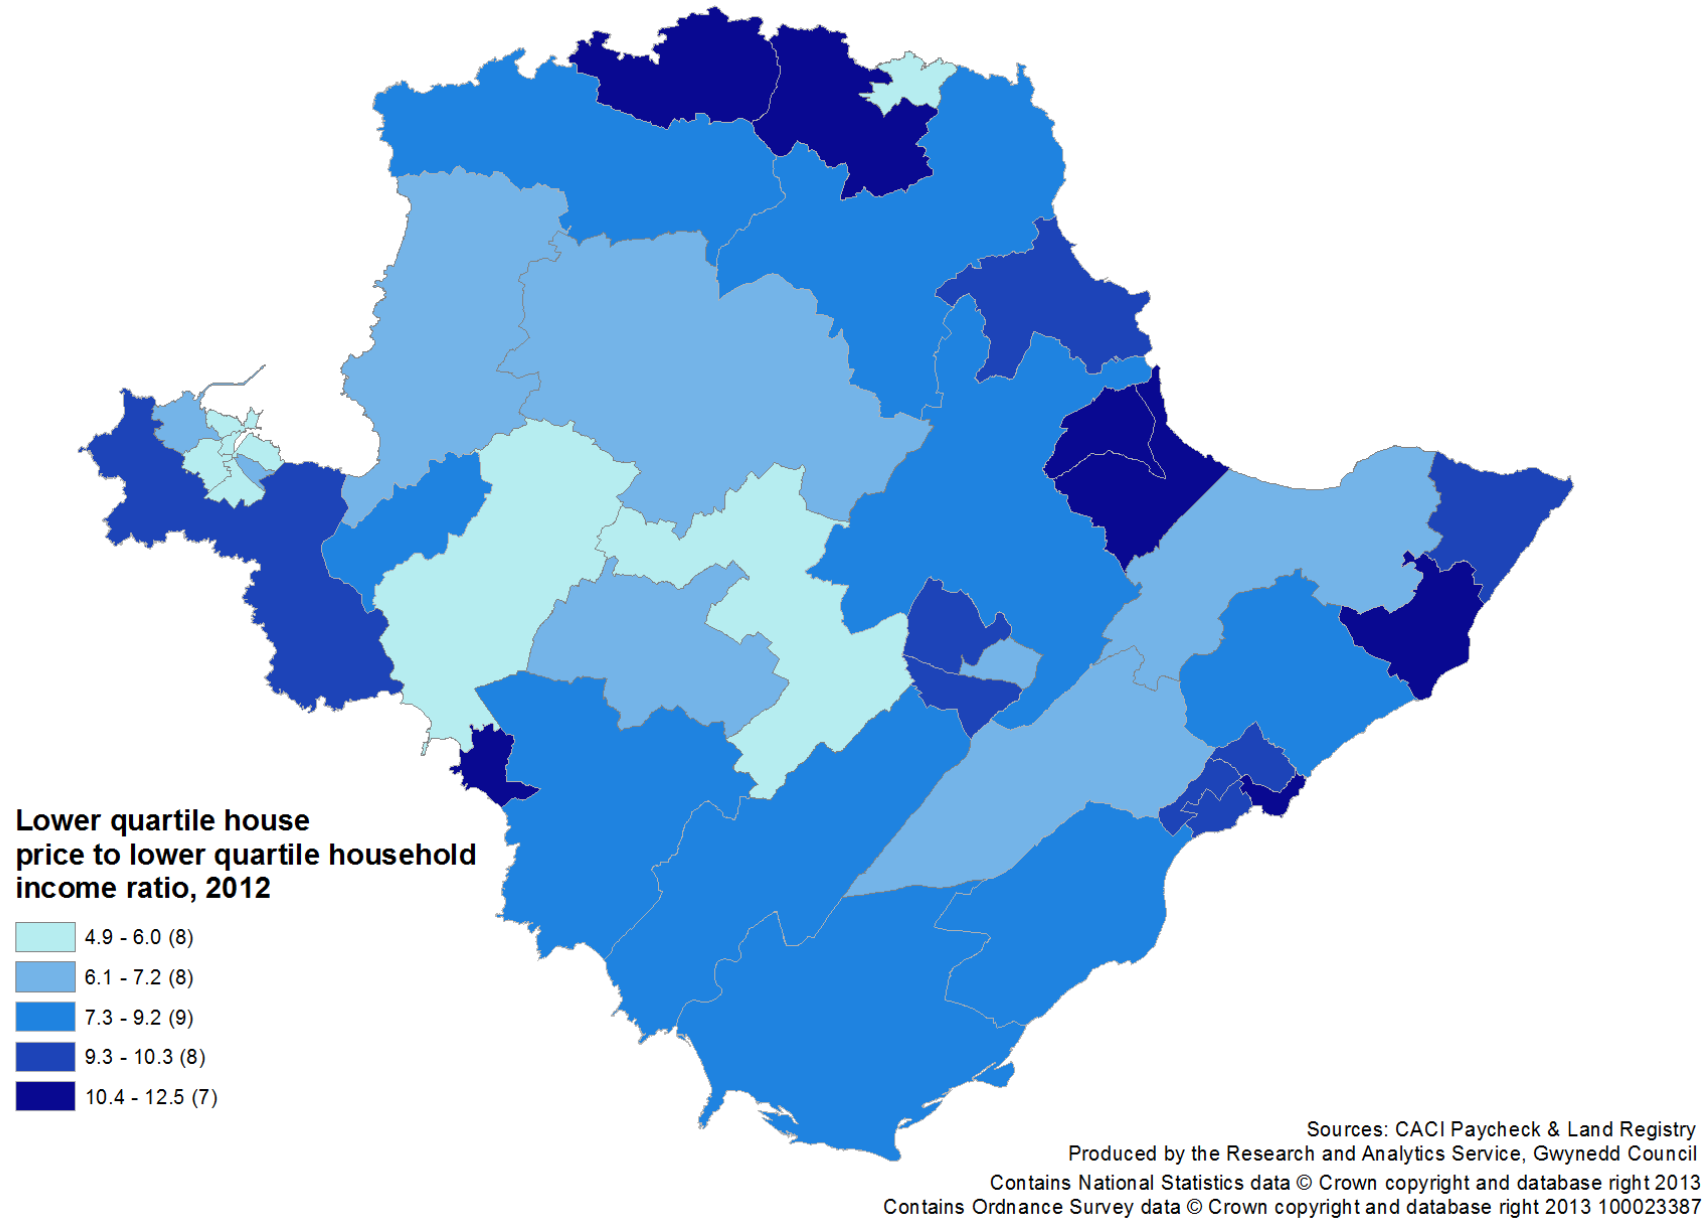 Lower quartile house
price to lower quartile household
income ratio, 2012
4.9 - 6.0 (8)
6.1 - 7.2 (8)
7.3 - 9.2 (9)
9.3 - 10.3 (8)
10.4 - 12.5 (7)
Sources: CACI Paycheck & Land Registry
Produced by the Research and Analytics Service, Gwynedd Council
Contains National Statistics data © Crown copyright and database right 2013
Contains Ordnance Survey data © Crown copyright and database right 2013 100023387